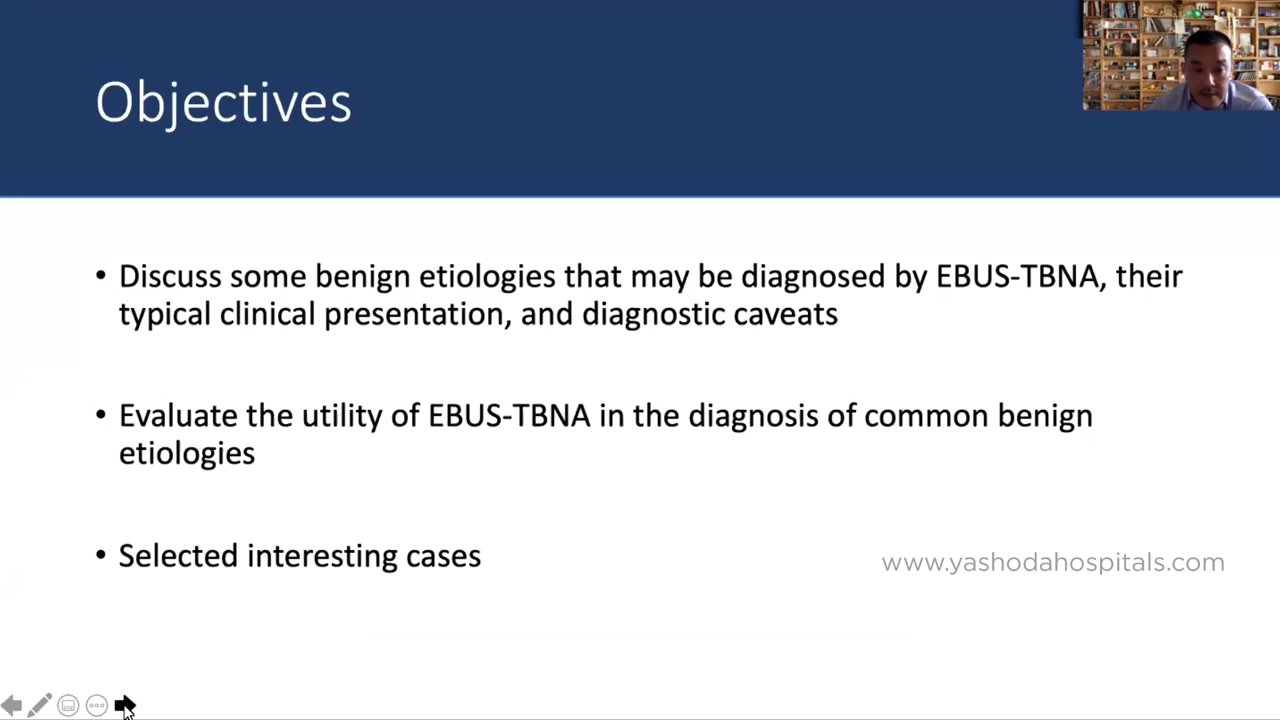 Objectives
• Discuss some benign etiologies that may be diagnosed by EBUS-TBNA, their
typical clinical presentation, and diagnostic caveats
• Evaluate the utility of EBUS-TBNA in the diagnosis of common benign
etiologies
• Selected interesting cases
www.yashodahospitals.com